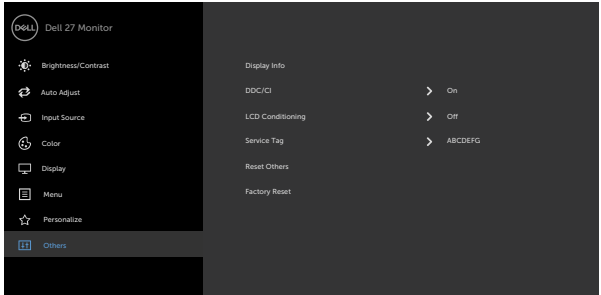 DELL Dell 27 Monitor
Brightness/Contrast
Auto Adjust
Input Source
Color
Display
Menu
Personalize
Others
Display Info
DDC/CI On
LCD Conditioning Off
Service Tag ABCDEFG
Reset Others
Factory Reset